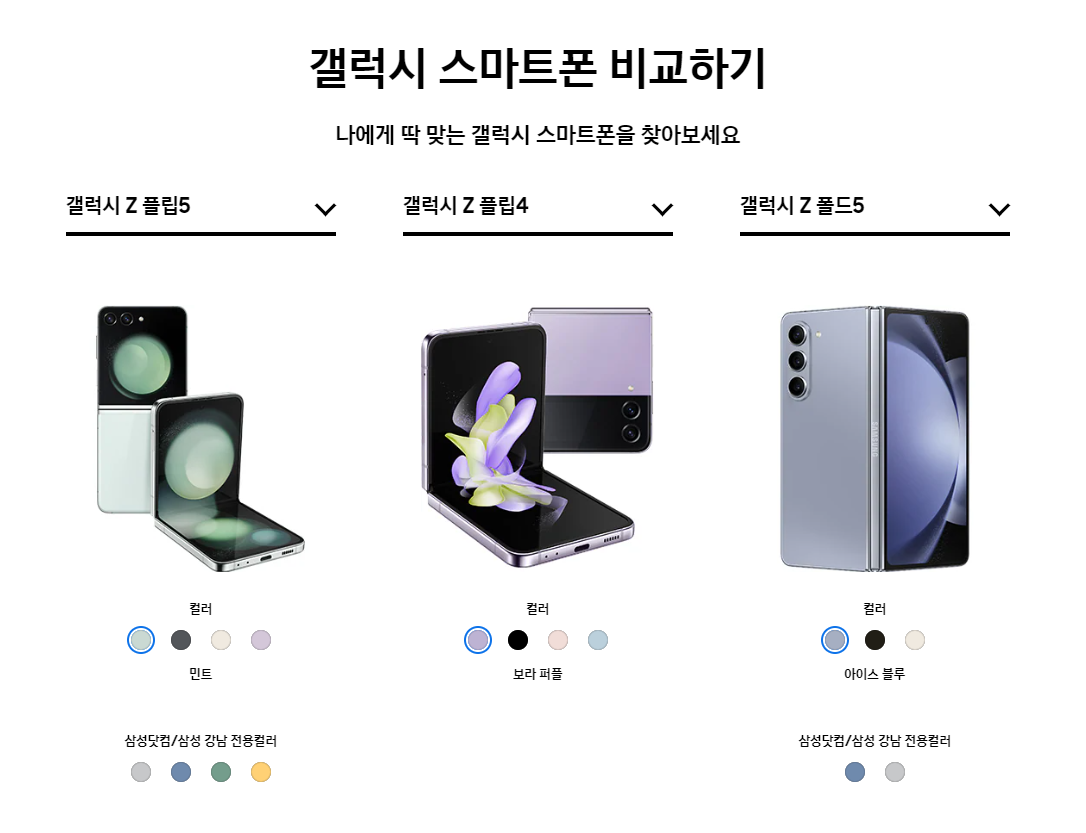 갤럭시 스마트폰 비교하기
나에게 딱 맞는 갤럭시 스마트폰을 찾아보세요
갤럭시 Z 플립5
갤럭시 Z 플립4
갤럭시 Z 폴드5
SAMSUNG
컬러
컬러
컬러
민트
보라 퍼플
아이스 블루
삼성닷컴/삼성 강남 전용컬러
삼성닷컴/삼성 강남 전용컬러